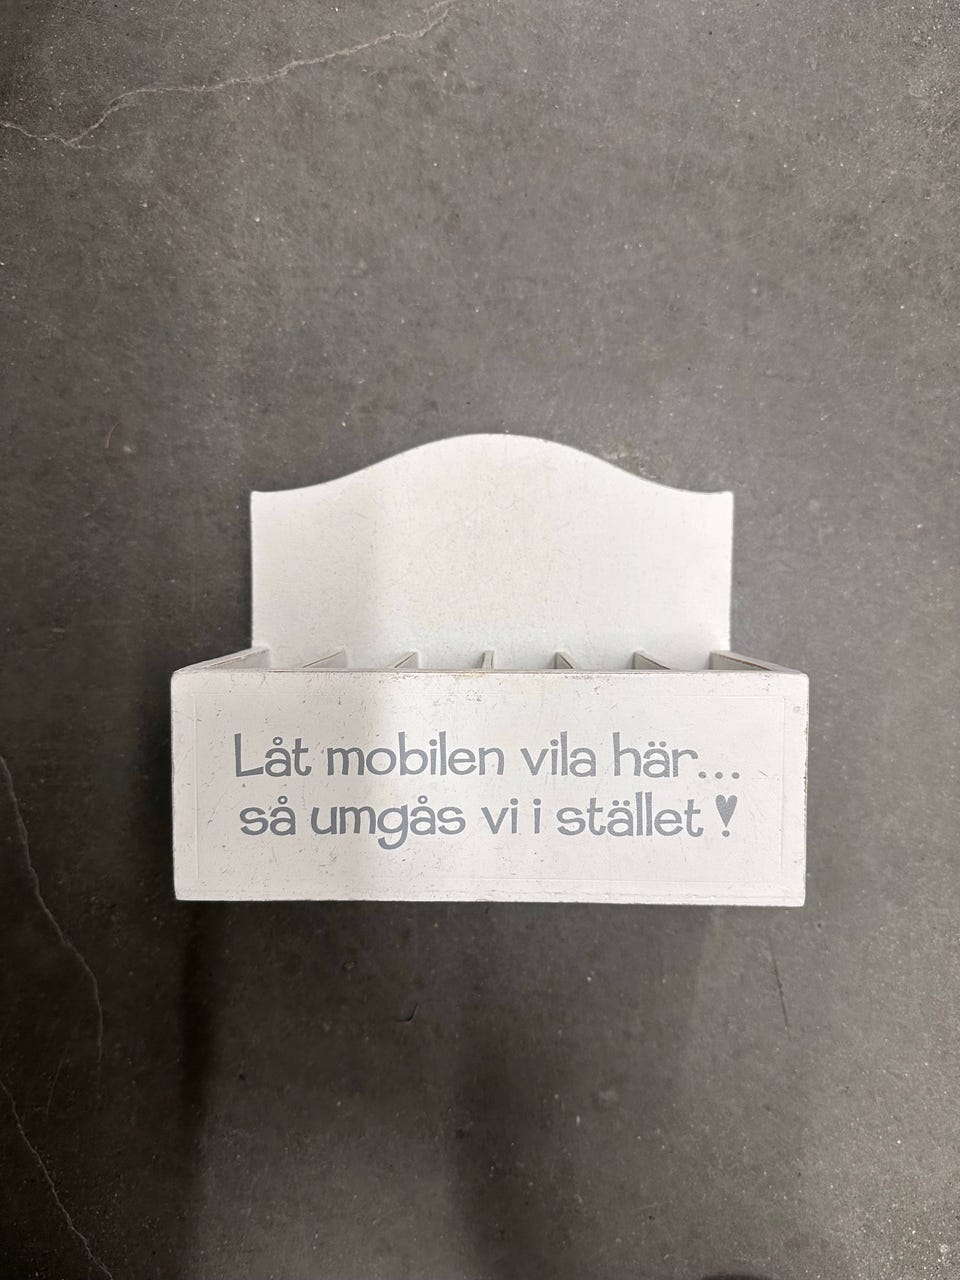 Låt mobilen vila här...
så umgås vi i stället!